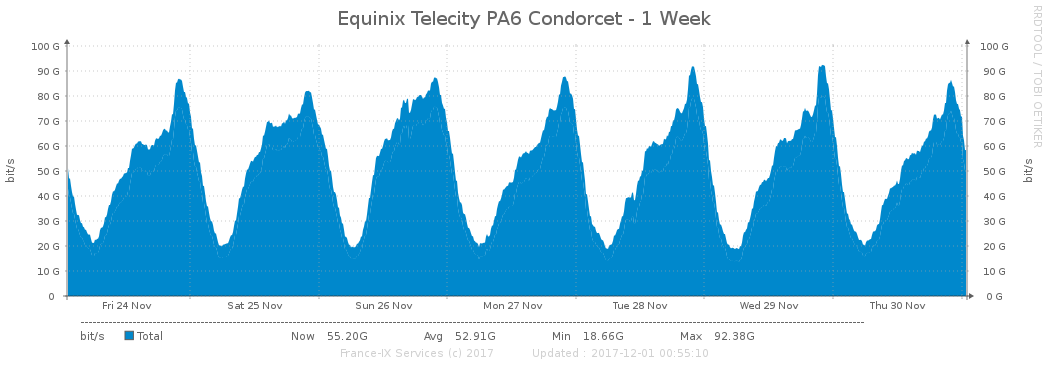 Equinix Telecity PA6 Condorcet - 1 Week
RRDTOOL / TOBI OETIKER
bit/s
bit/s
100 G 100 G
90 G 90 G
80 G 80 G
70 G 70 G
60 G 60 G
50 G 50 G
40 G 40 G
30 G 30 G
20 G 20 G
10 G 10 G
0 0 G
Fri 24 Nov Sat 25 Nov Sun 26 Nov Mon 27 Nov Tue 28 Nov Wed 29 Nov Thu 30 Nov
bit/s Total Now 55.20G Avg 52.91G Min 18.66G Max 92.38G
France-IX Services (c) 2017 Updated : 2017-12-01 00:55:10